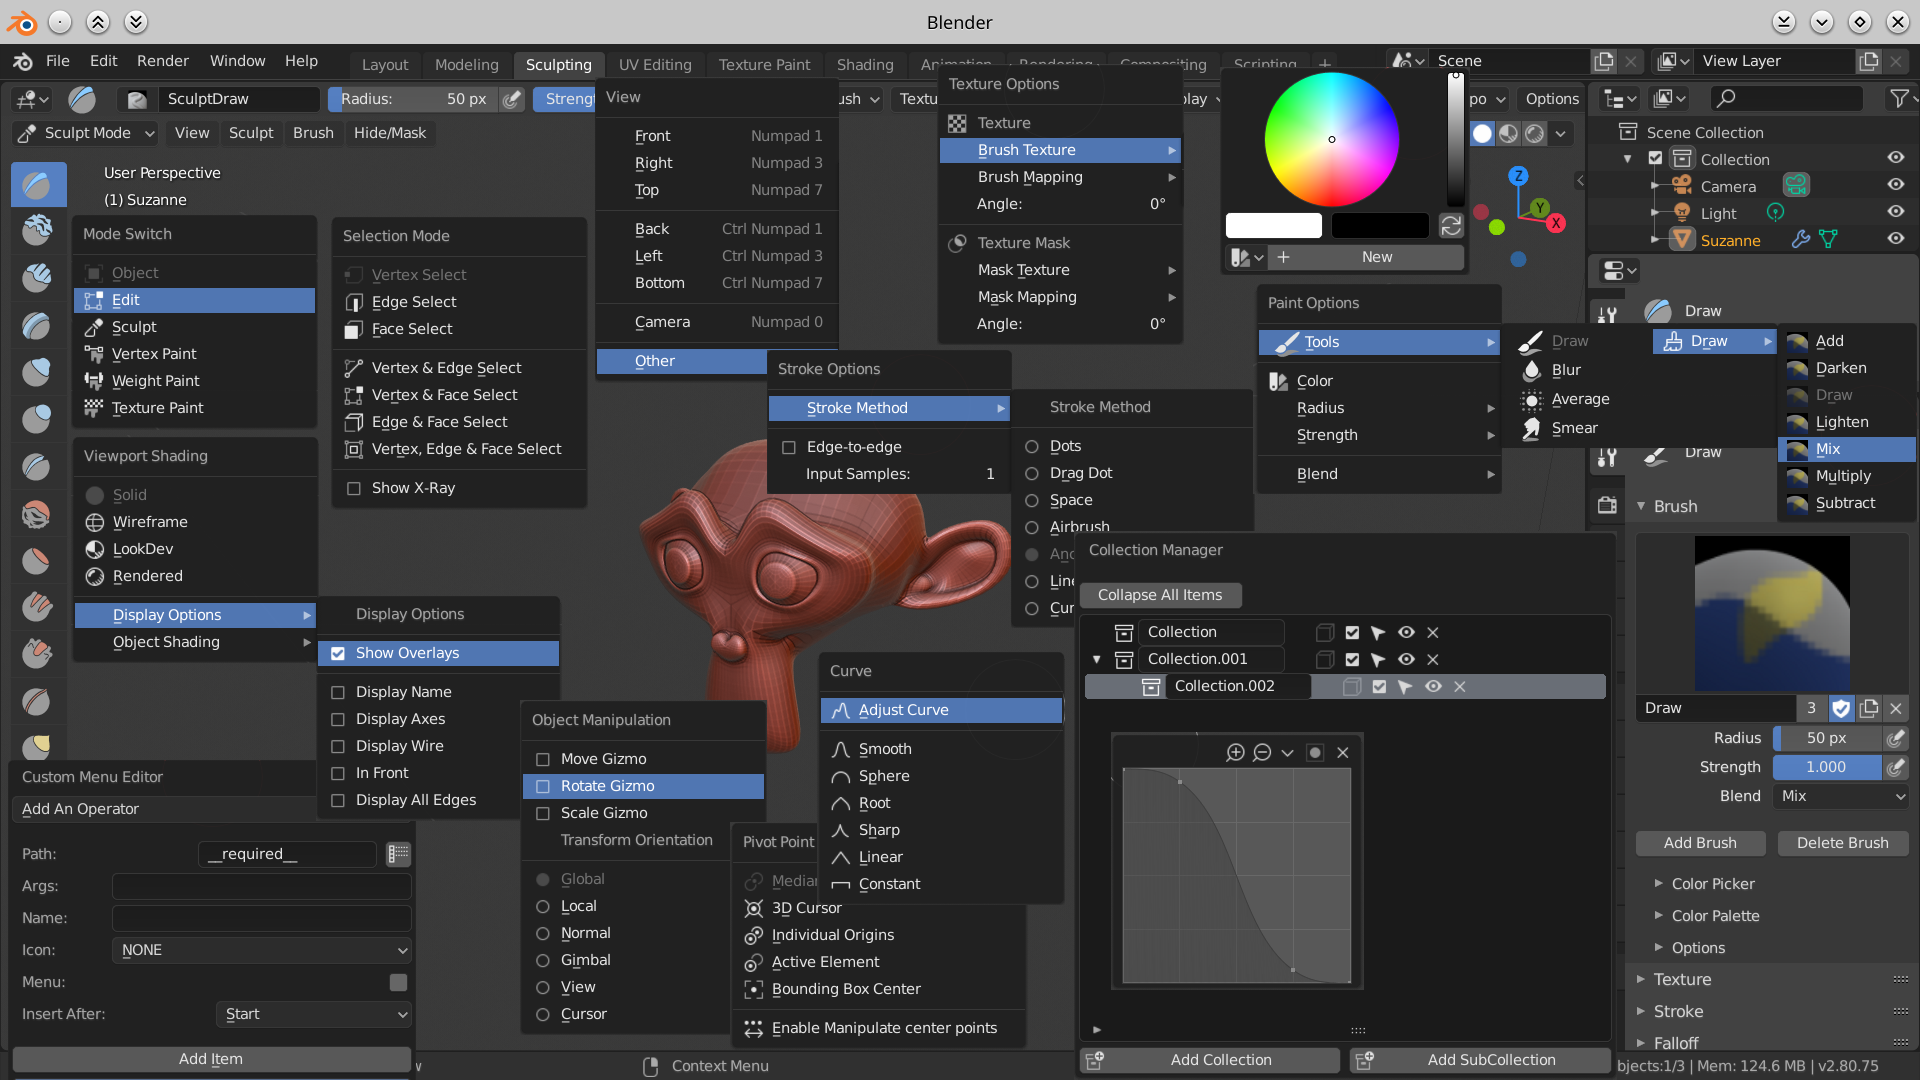 Blender
File Edit Render Window Help
Layout Modeling Sculpting UV Editing Texture Paint Shading
Scene
View Layer
SculptDraw
Radius: 50 px
Options
Sculpt Mode View Sculpt Brush Hide/Mask
User Perspective
(1) Suzanne
Mode Switch
Object
Edit
Sculpt
Vertex Paint
Weight Paint
Texture Paint
Viewport Shading
Solid
Wireframe
LookDev
Rendered
Display Options
Object Shading
Selection Mode
Vertex Select
Edge Select
Face Select
Vertex & Edge Select
Vertex & Face Select
Edge & Face Select
Vertex, Edge & Face Select
Show X-Ray
View
Front Numpad 1
Right Numpad 3
Top Numpad 7
Back Ctrl Numpad 1
Left Ctrl Numpad 3
Bottom Ctrl Numpad 7
Camera Numpad 0
Other
Texture Options
Texture
Brush Texture
Brush Mapping
Angle: 0°
Texture Mask
Mask Texture
Mask Mapping
Angle: 0°
New
Z
Y
X
Scene Collection
Collection
Camera
Light
Suzanne
Stroke Options
Stroke Method
Edge-to-edge
Input Samples: 1
Stroke Method
Dots
Drag Dot
Space
Airbrush
Paint Options
Tools
Color
Radius
Strength
Blend
Draw
Blur
Average
Smear
Draw
Add
Darken
Draw
Lighten
Mix
Multiply
Subtract
Draw
Draw
Brush
Draw 3
Radius 50 px
Strength 1.000
Blend Mix
Add Brush Delete Brush
Color Picker
Color Palette
Options
Texture
Stroke
Falloff
Display Options
Show Overlays
Display Name
Display Axes
Display Wire
In Front
Display All Edges
Object Manipulation
Move Gizmo
Rotate Gizmo
Scale Gizmo
Transform Orientation
Global
Local
Normal
Gimbal
View
Cursor
Pivot Point
3D Cursor
Individual Origins
Active Element
Bounding Box Center
Enable Manipulate center points
Curve
Adjust Curve
Smooth
Sphere
Root
Sharp
Linear
Constant
Collection Manager
Collapse All Items
Collection
Collection.001
Collection.002
Add Collection Add SubCollection
Custom Menu Editor
Add An Operator
Path: __required__
Args:
Name:
Icon: NONE
Menu:
Insert After: Start
Add Item
Context Menu
bjects:1/3 | Mem: 124.6 MB | v2.80.75